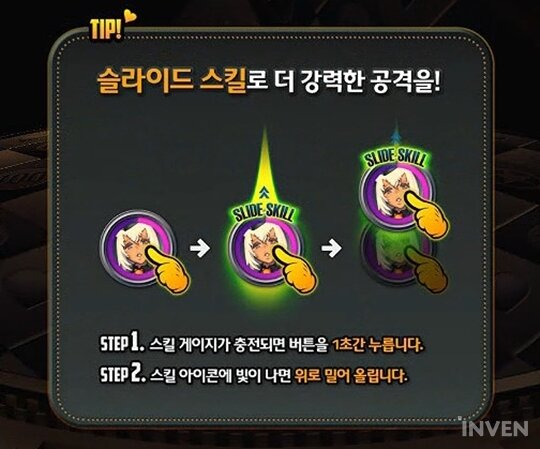 TIP!
슬라이드 스킬로 더 강력한 공격을!
SLIDE SKILL
SLIDE SKILL
STEP 1. 스킬 게이지가 충전되면 버튼을 1초간 누릅니다.
STEP 2. 스킬 아이콘에 빛이 나면 위로 밀어 올립니다.
INVEN